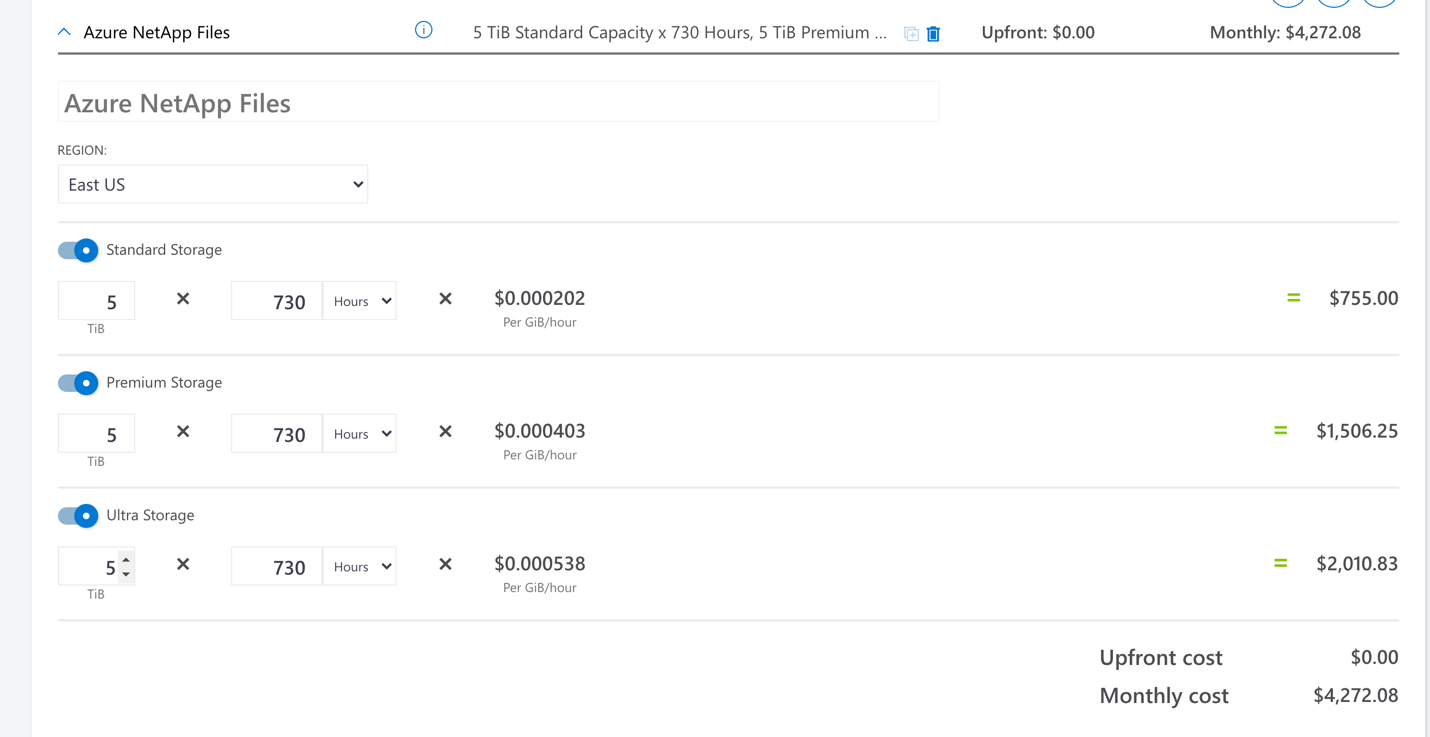 Azure NetApp Files 5 TiB Standard Capacity x 730 Hours, 5 TiB Premium ... Upfront: $0.00 Monthly: $4,272.08
Azure NetApp Files
REGION:
East US
Standard Storage
5 × 730 Hours × $0.000202 = $755.00
TiB Per GiB/hour
Premium Storage
5 × 730 Hours × $0.000403 = $1,506.25
TiB Per GiB/hour
Ultra Storage
5 × 730 Hours × $0.000538 = $2,010.83
TiB Per GiB/hour
Upfront cost $0.00
Monthly cost $4,272.08